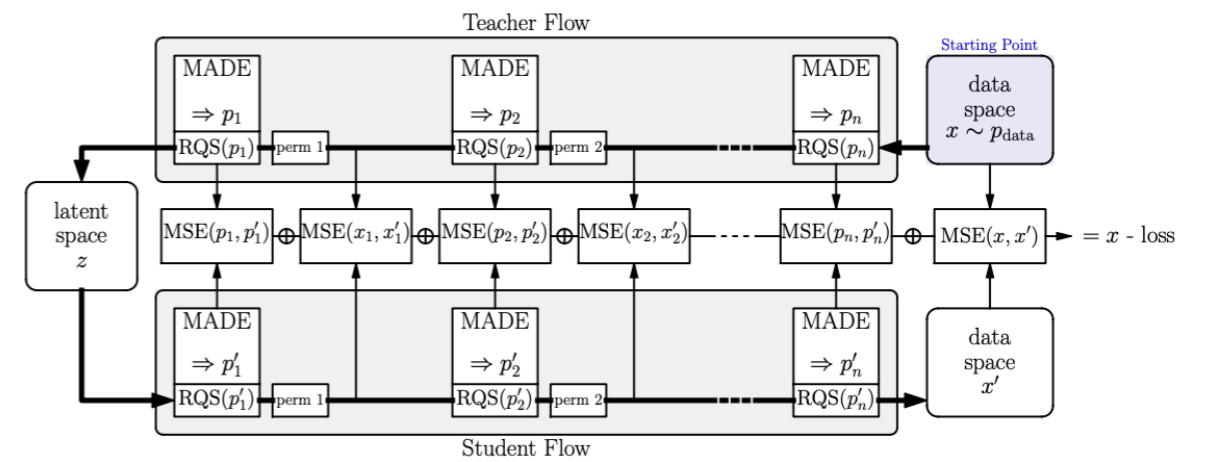 Teacher Flow
Starting Point
MADE
⇒ p₁
RQS(p₁)
perm 1
MADE
⇒ p₂
RQS(p₂)
perm 2
MADE
⇒ pₙ
RQS(pₙ)
data
space
x ∼ p_data
latent
space
z
MSE(p₁, p′₁) ⊕ MSE(x₁, x′₁) ⊕ MSE(p₂, p′₂) ⊕ MSE(x₂, x′₂) MSE(pₙ, p′ₙ) ⊕ MSE(x, x′) = x - loss
MADE
⇒ p′₁
RQS(p′₁)
perm 1
MADE
⇒ p′₂
RQS(p′₂)
perm 2
MADE
⇒ p′ₙ
RQS(p′ₙ)
data
space
x′
Student Flow